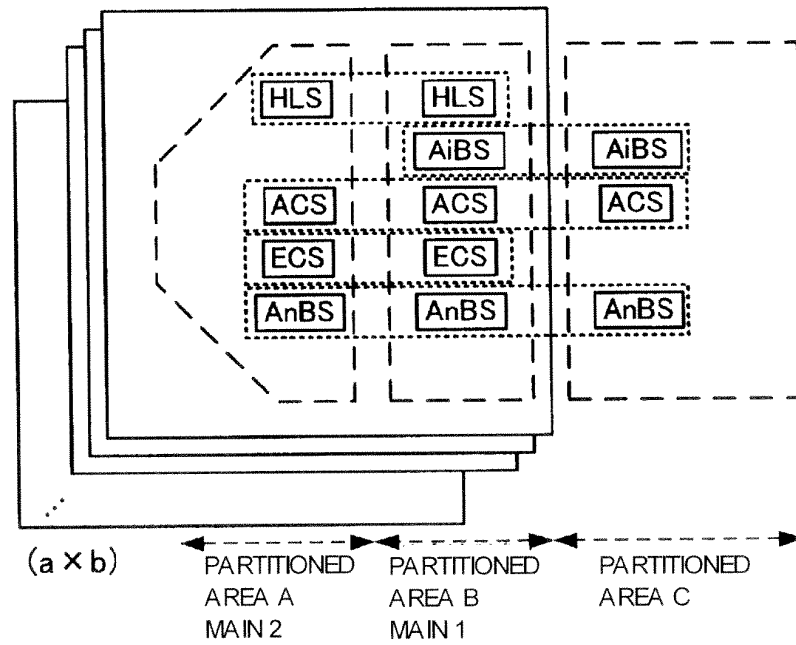 HLS HLS
AiBS AiBS
ACS ACS ACS
ECS ECS
AnBS AnBS AnBS
(a × b)
PARTITIONED AREA A MAIN 2
PARTITIONED AREA B MAIN 1
PARTITIONED AREA C